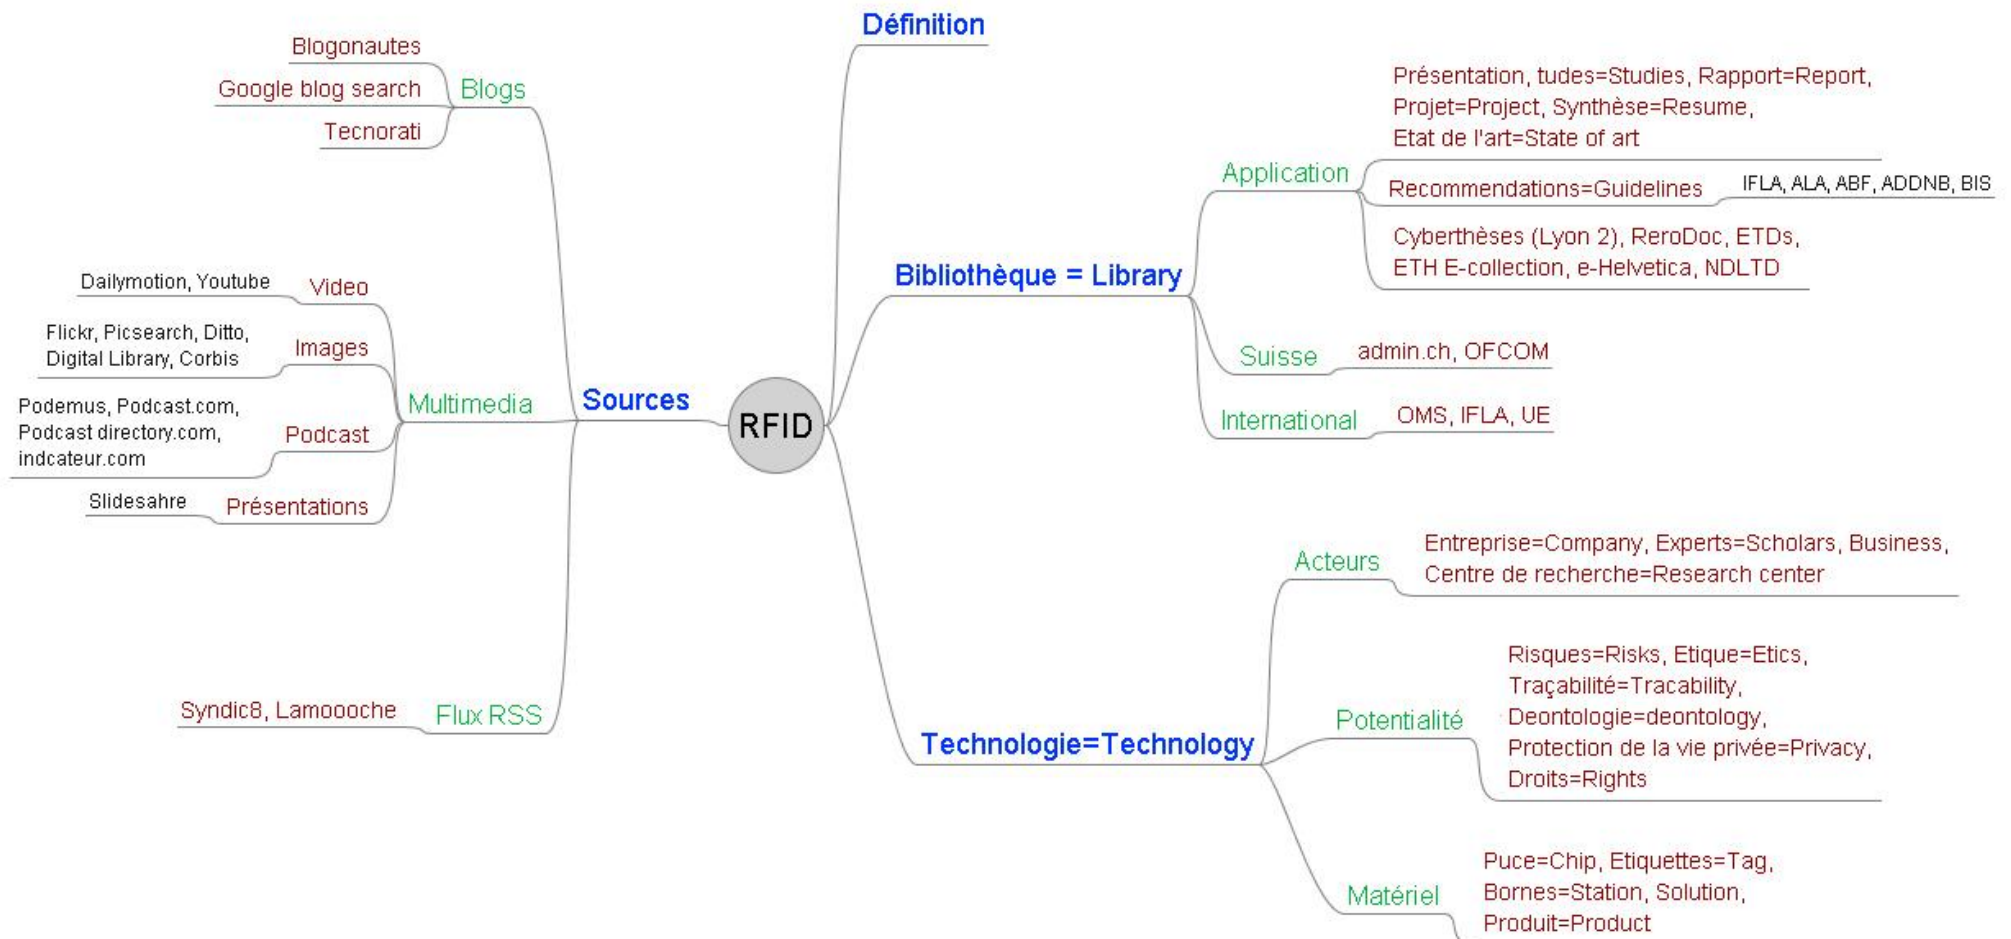 RFID
Définition
Bibliothèque = Library
Application
Présentation, tudes=Studies, Rapport=Report,
Projet=Project, Synthèse=Resume,
Etat de l'art=State of art
Recommendations=Guidelines
IFLA, ALA, ABF, ADDNB, BIS
Cyberthèses (Lyon 2), ReroDoc, ETDs,
ETH E-collection, e-Helvetica, NDLTD
Suisse
admin.ch, OFCOM
International
OMS, IFLA, UE
Technologie=Technology
Acteurs
Entreprise=Company, Experts=Scholars, Business,
Centre de recherche=Research center
Potentialité
Risques=Risks, Etique=Etics,
Traçabilité=Tracability,
Deontologie=deontology,
Protection de la vie privée=Privacy,
Droits=Rights
Matériel
Puce=Chip, Etiquettes=Tag,
Bornes=Station, Solution,
Produit=Product
Sources
Blogs
Blogonautes
Google blog search
Tecnorati
Multimedia
Video
Dailymotion, Youtube
Images
Flickr, Picsearch, Ditto,
Digital Library, Corbis
Podcast
Podemus, Podcast.com,
Podcast directory.com,
indcateur.com
Présentations
Slidesahre
Flux RSS
Syndic8, Lamoooche